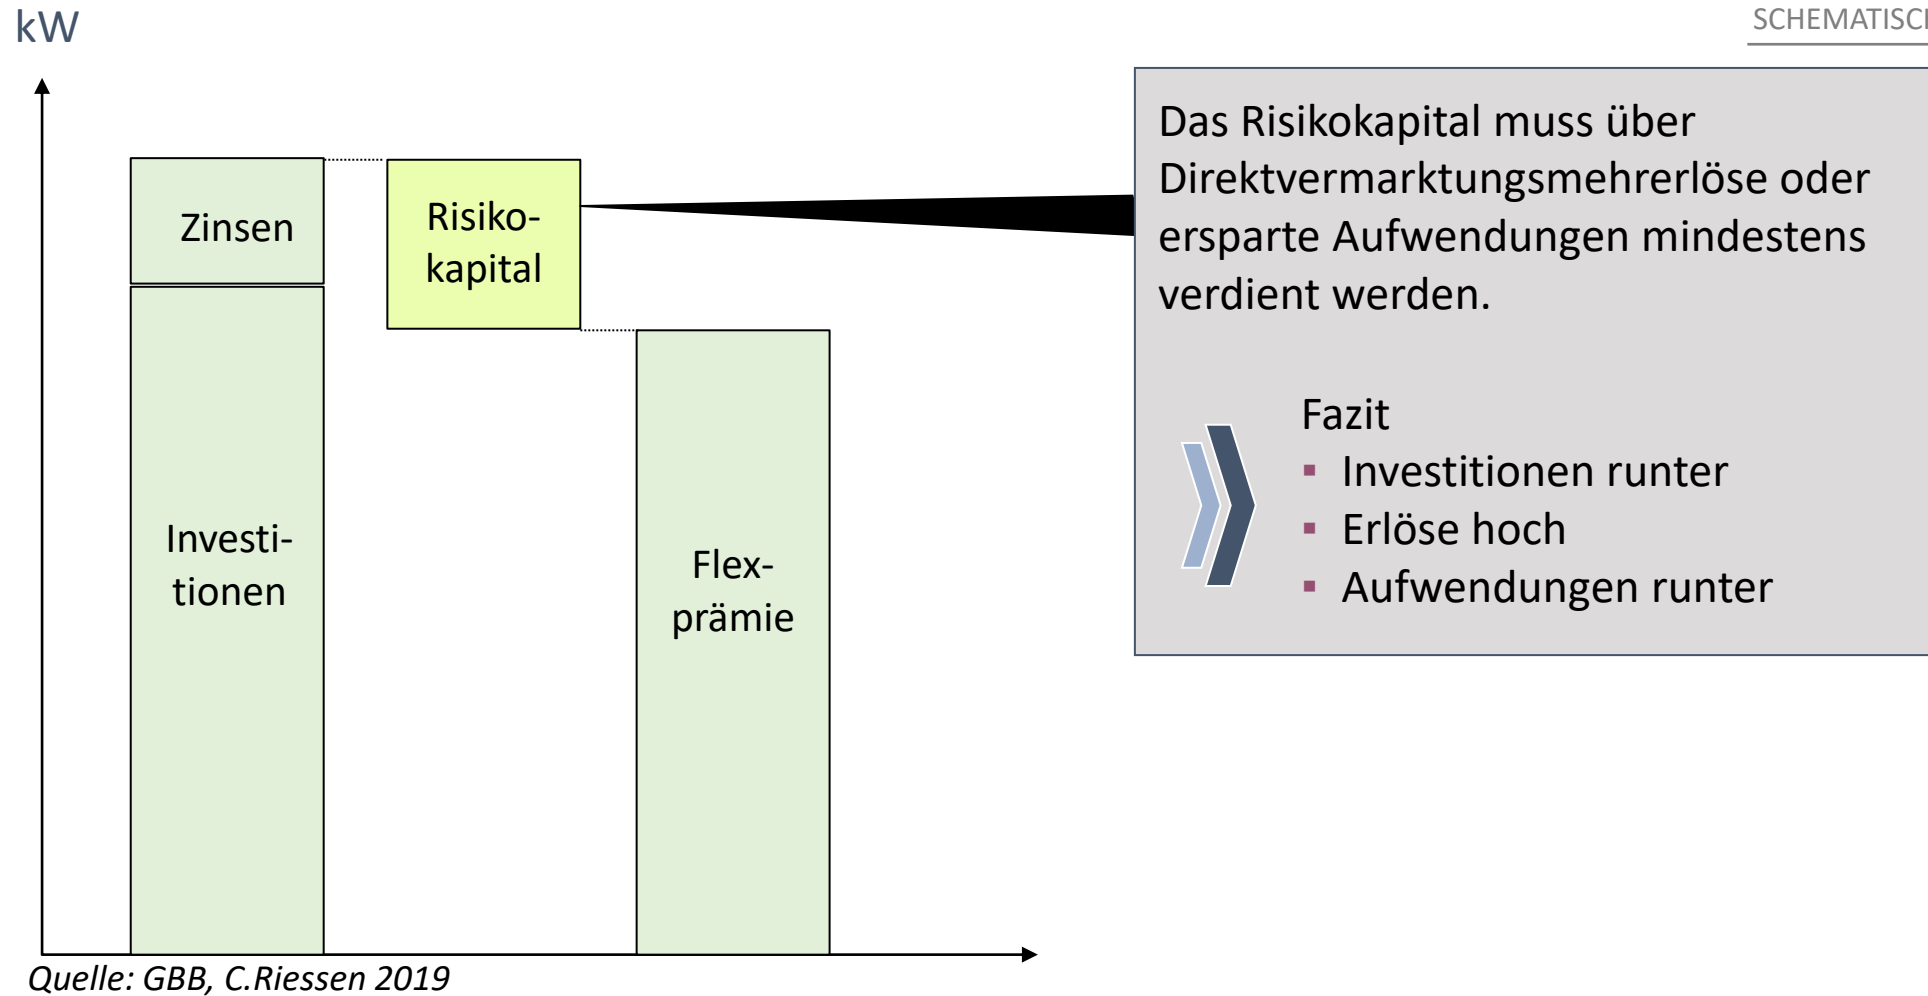 kW
SCHEMATISCH
Zinsen
Risiko-
kapital
Investi-
tionen
Flex-
prämie
Das Risikokapital muss über
Direktvermarktungsmehrerlöse oder
ersparte Aufwendungen mindestens
verdient werden.
Fazit
▪ Investitionen runter
▪ Erlöse hoch
▪ Aufwendungen runter
Quelle: GBB, C.Riessen 2019